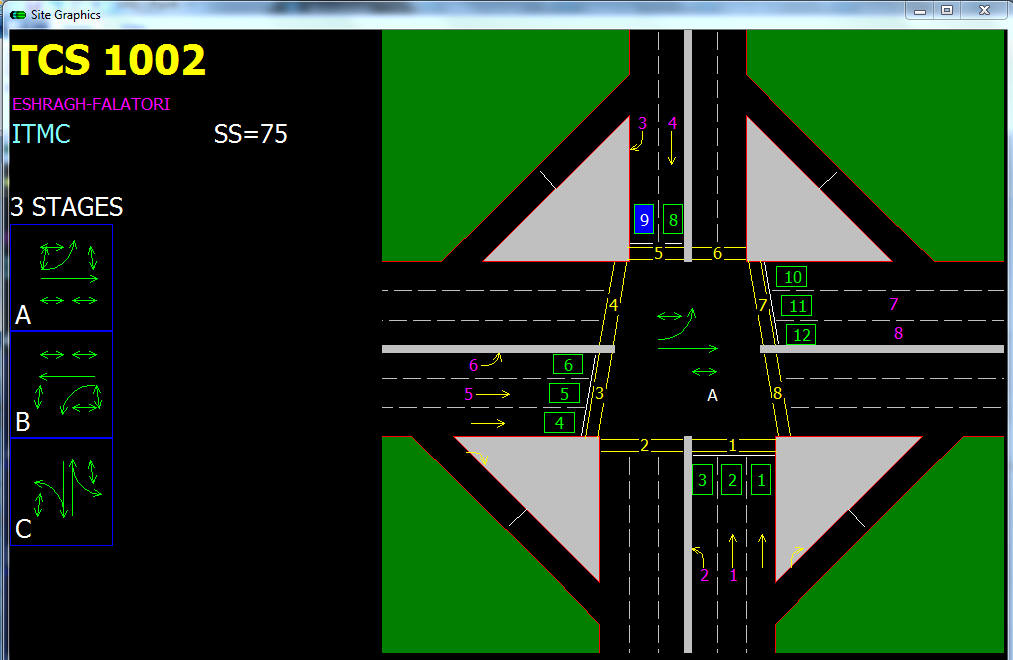 Site Graphics
TCS 1002
ESHRAGH-FALATORI
ITMC SS=75
3 STAGES
A
B
C
3 4
9 8
5 6
10
4 7 11 7
12 8
6 6
5 5 3 A 8
4
2 1
3 2 1
2 1